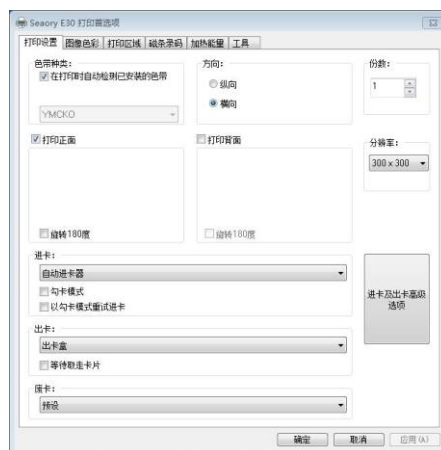 Seaory E30 打印首选项
打印设置 图像色彩 打印区域 磁条录码 加热能量 工具
色带种类:
在打印时自动检测已安装的色带
YMCKO
方向:
纵向
横向
份数:
1
打印正面
旋转180度
打印背面
旋转180度
分辨率:
300 x 300
进卡:
自动进卡器
勾卡模式
以勾卡模式重试进卡
进卡及出卡高级
选项
出卡:
出卡盒
等待取走卡片
废卡:
预设
确定 取消 应用 (A)